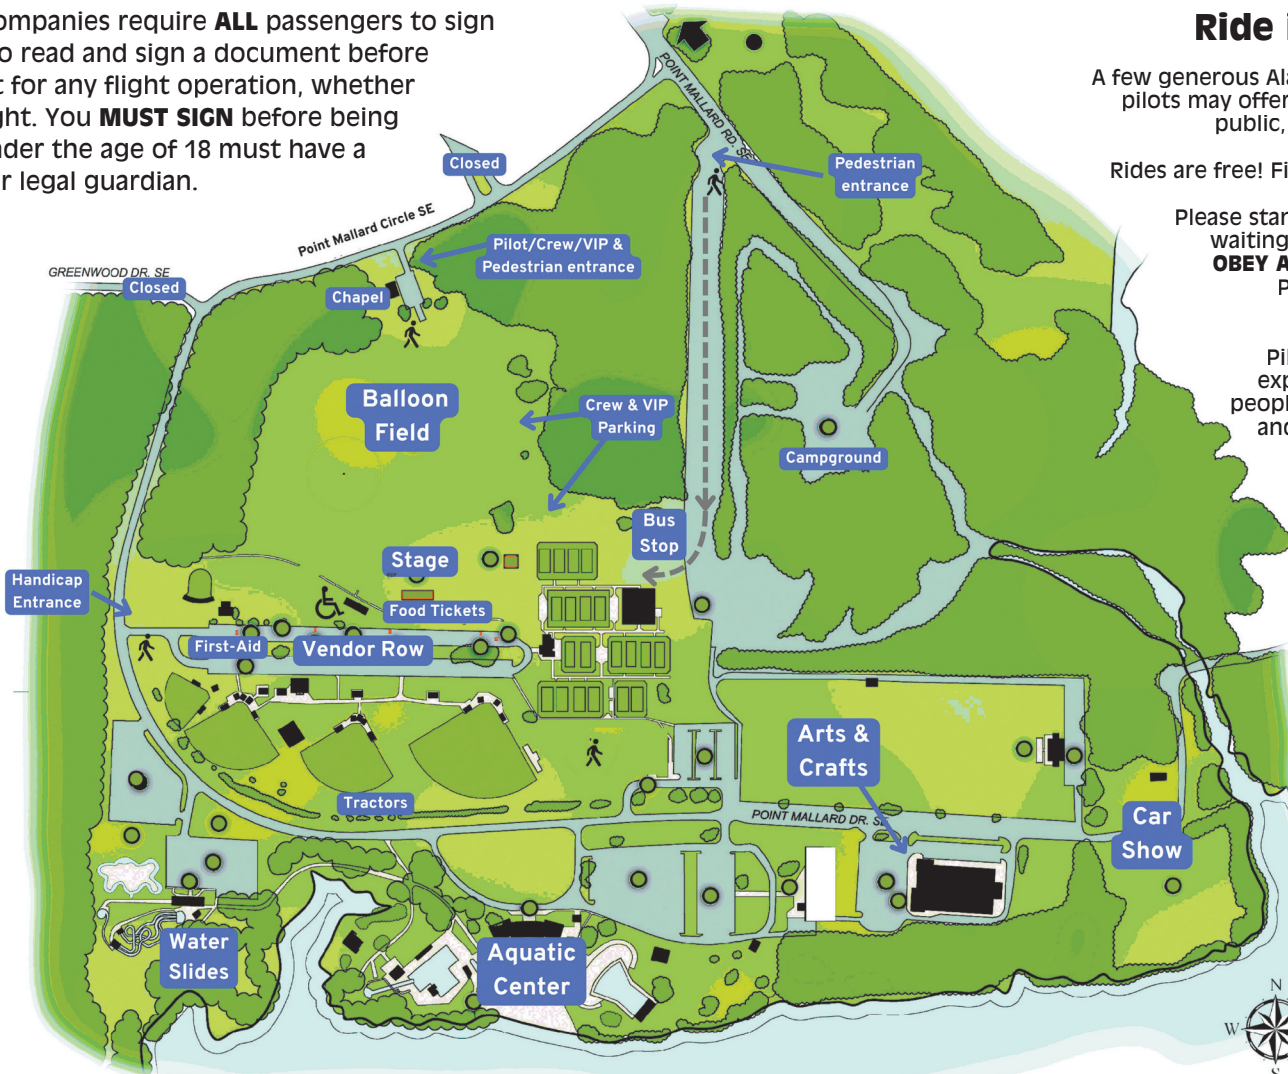 ompanies require ALL passengers to sign
o read and sign a document before
t for any flight operation, whether
ght. You MUST SIGN before being
nder the age of 18 must have a
r legal guardian.
Ride
A few generous Ala
pilots may offer
public,
Rides are free! Fi
Please star
waiting
OBEY A
P
Pil
exp
peopl
and
POINT MALLARD RD. SE
Closed
Pedestrian
entrance
Point Mallard Circle SE
Pilot/Crew/VIP &
Pedestrian entrance
GREENWOOD DR. SE
Closed
Chapel
Balloon
Field
Crew & VIP
Parking
Campground
Bus
Stop
Stage
Handicap
Entrance
Food Tickets
First-Aid
Vendor Row
Arts &
Crafts
Tractors
POINT MALLARD DR. SE
Car
Show
Water
Slides
Aquatic
Center
N
W
S